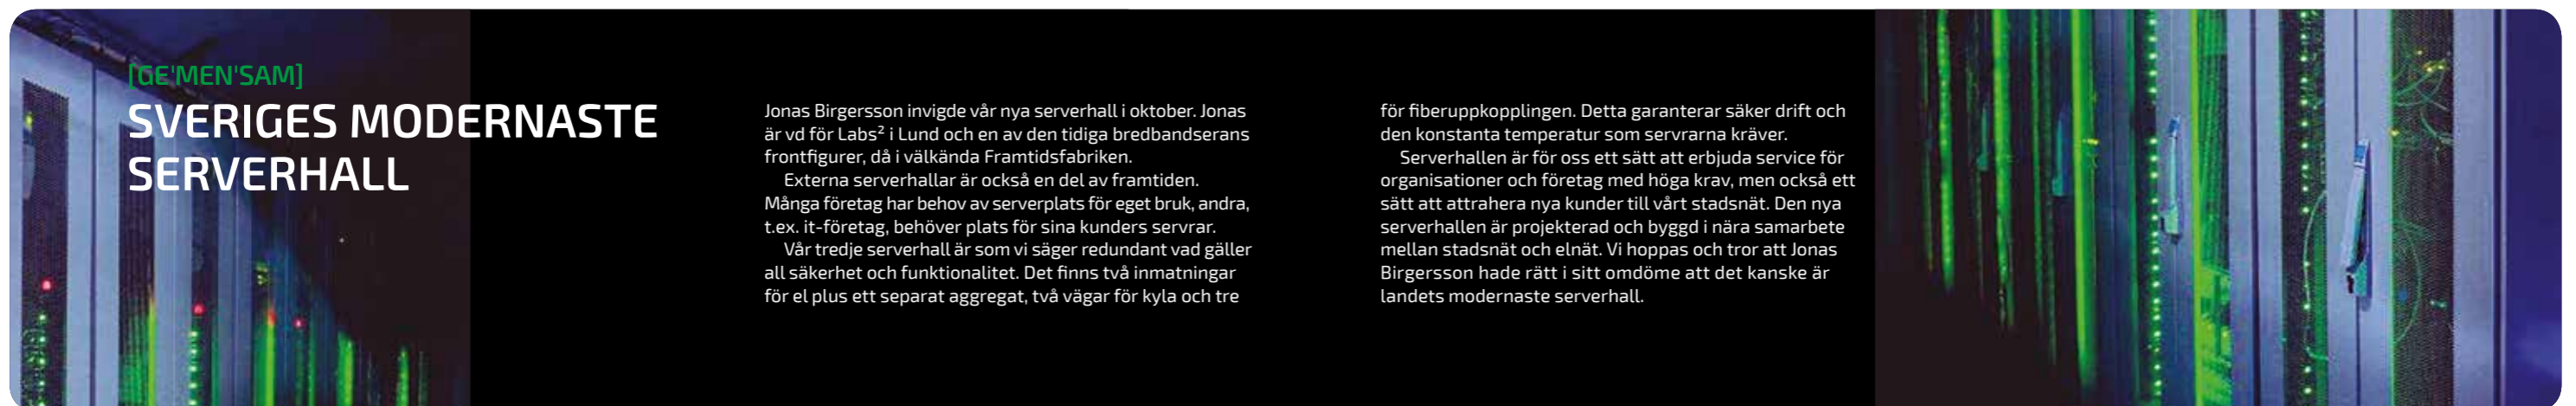 [GE'MEN'SAM]
SVERIGES MODERNASTE
SERVERHALL
Jonas Birgersson invigde vår nya serverhall i oktober. Jonas
är vd för Labs² i Lund och en av den tidiga bredbandserans
frontfigurer, då i välkända Framtidsfabriken.
Externa serverhallar är också en del av framtiden.
Många företag har behov av serverplats för eget bruk, andra,
t.ex. it-företag, behöver plats för sina kunders servrar.
Vår tredje serverhall är som vi säger redundant vad gäller
all säkerhet och funktionalitet. Det finns två inmatningar
för el plus ett separat aggregat, två vägar för kyla och tre
för fiberuppkopplingen. Detta garanterar säker drift och
den konstanta temperatur som servrarna kräver.
Serverhallen är för oss ett sätt att erbjuda service för
organisationer och företag med höga krav, men också ett
sätt att attrahera nya kunder till vårt stadsnät. Den nya
serverhallen är projekterad och byggd i nära samarbete
mellan stadsnät och elnät. Vi hoppas och tror att Jonas
Birgersson hade rätt i sitt omdöme att det kanske är
landets modernaste serverhall.